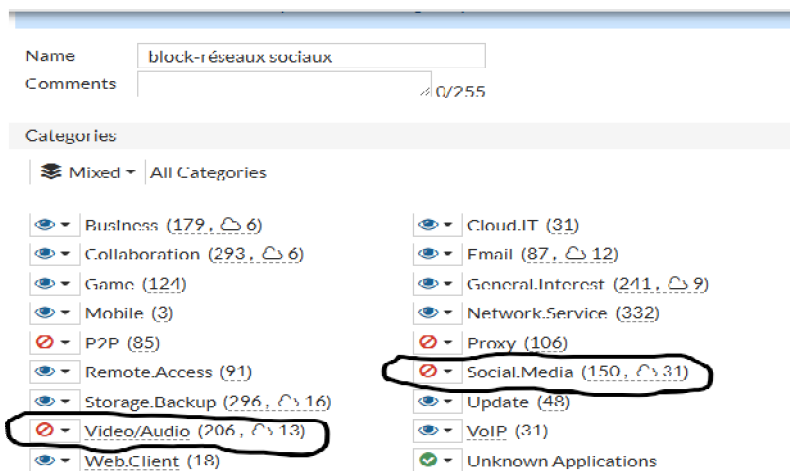 Name block-réseaux sociaux
Comments 0/255
Categories
Mixed All Categories
Business (179, 6) Cloud.IT (31)
Collaboration (293, 6) Email (87, 12)
Game (124) General.Interest (241, 9)
Mobile (3) Network.Service (332)
P2P (85) Proxy (106)
Remote.Access (91) Social.Media (150, 31)
Storage.Backup (296, 16) Update (48)
Video/Audio (206, 13) VoIP (31)
Web.Client (18) Unknown Applications